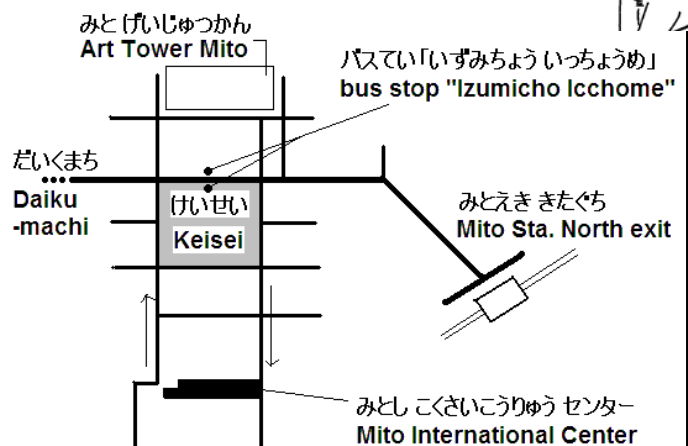 みと げいじゅつかん
Art Tower Mito
バスてい「いずみちょう いっちょうめ」
bus stop "Izumicho Icchome"
だいくまち
Daiku
-machi
けいせい
Keisei
みとえき きたぐち
Mito Sta. North exit
みとし こくさいこうりゅう センター
Mito International Center